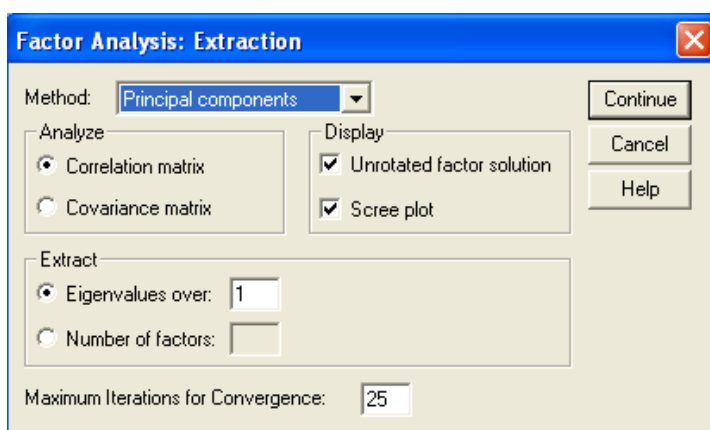 Factor Analysis: Extraction
Method: Principal components
Continue
Analyze
Display
Cancel
Correlation matrix
Unrotated factor solution
Help
Covariance matrix
Scree plot
Extract
Eigenvalues over: 1
Number of factors:
Maximum Iterations for Convergence: 25